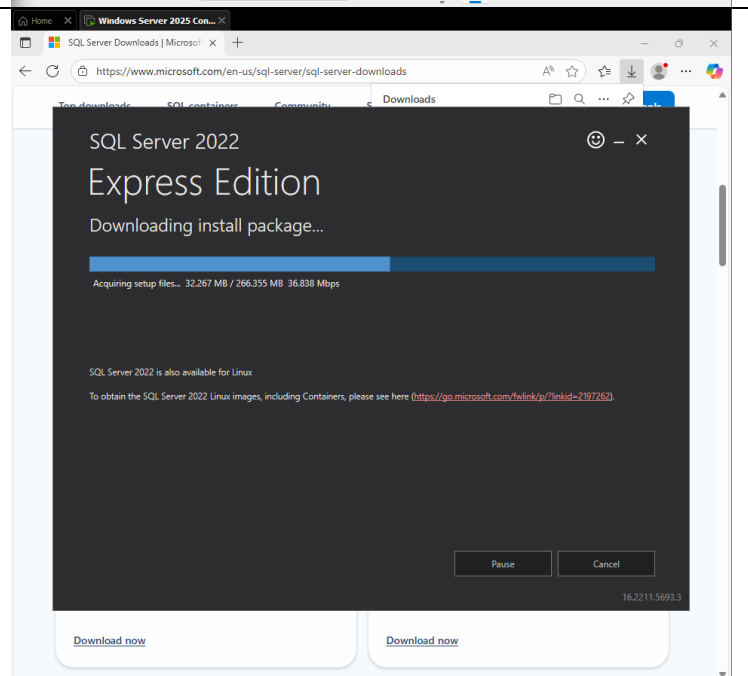 Home
Windows Server 2025 Con...
SQL Server Downloads | Microsof
https://www.microsoft.com/en-us/sql-server/sql-server-downloads
Top downloads SQL containers Community
Downloads
SQL Server 2022
Express Edition
Downloading install package...
Acquiring setup files... 32.267 MB / 266.355 MB 36.838 Mbps
SQL Server 2022 is also available for Linux
To obtain the SQL Server 2022 Linux images, including Containers, please see here (https://go.microsoft.com/fwlink/p/?linkid=2197262).
Pause Cancel
16.2211.5693.3
Download now Download now